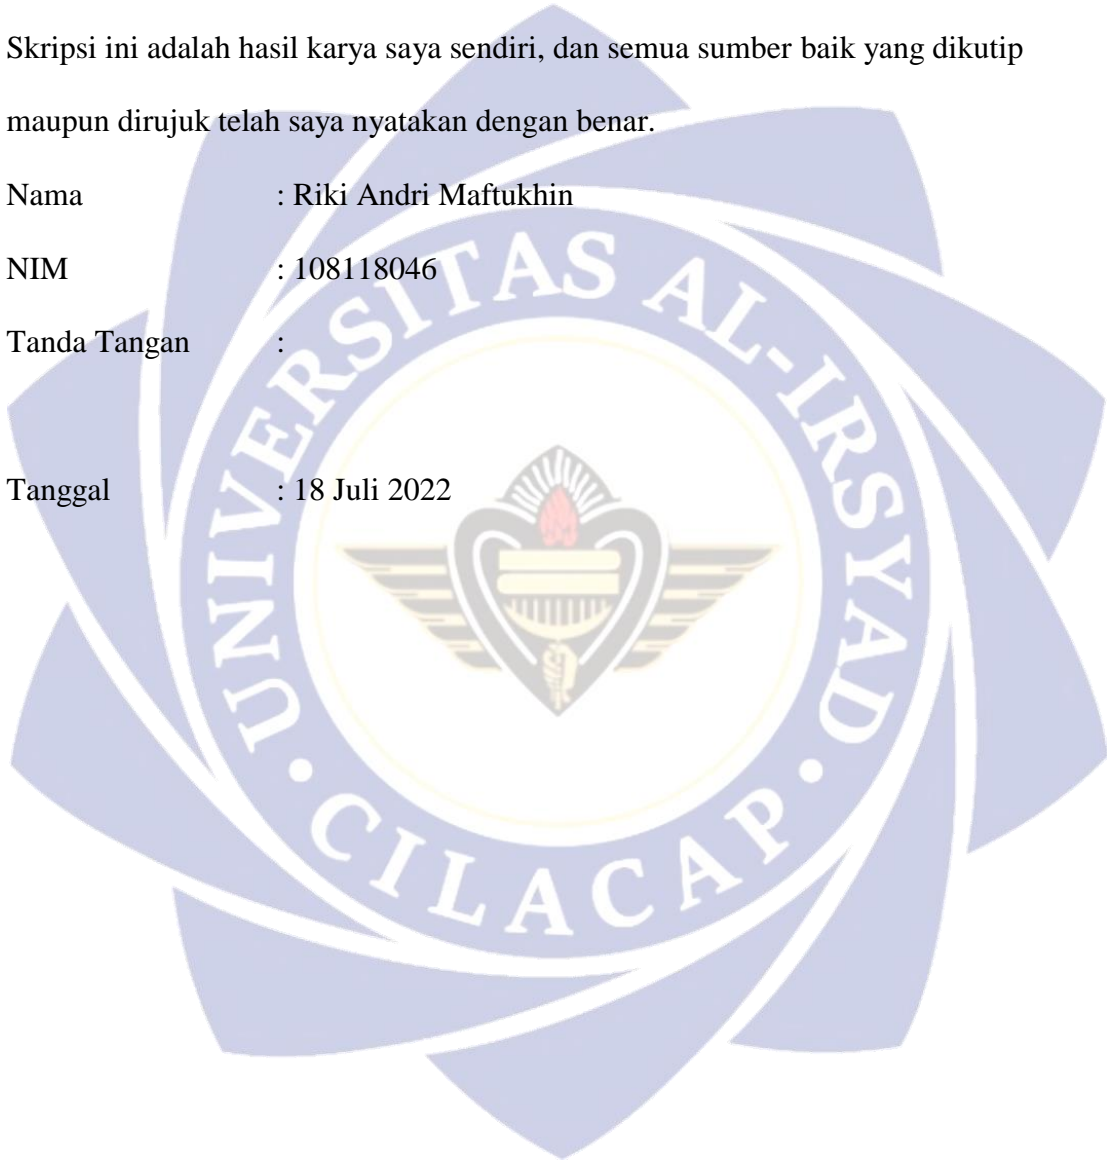 Skripsi ini adalah hasil karya saya sendiri, dan semua sumber baik yang dikutip
maupun dirujuk telah saya nyatakan dengan benar.
Nama : Riki Andri Maftukhin
NIM : 108118046
Tanda Tangan :
Tanggal : 18 Juli 2022
UNIVERSITAS AL-IRSYAD
CILACAP